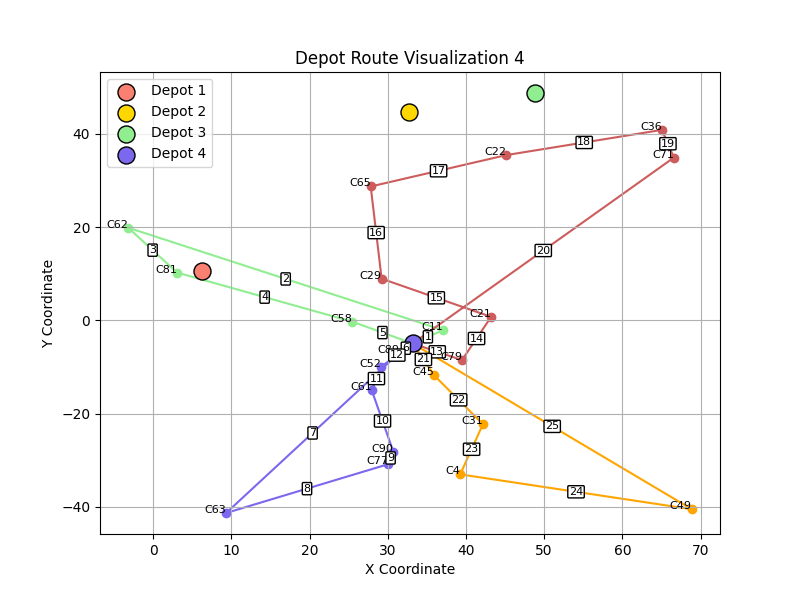 Depot Route Visualization 4
Depot 1
Depot 2
Depot 3
Depot 4
Y Coordinate
40
20
0
−20
−40
0
10
20
30
40
50
60
70
X Coordinate
C36
19
C71
18
C22
17
C65
16
20
C62
3
C81
2
4
C29
15
C21
C58
5
C11
1
14
6
13
C79
12
21
C52
C45
11
C61
22
10
C31
25
7
23
C90
9
C77
C4
8
24
C63
C49